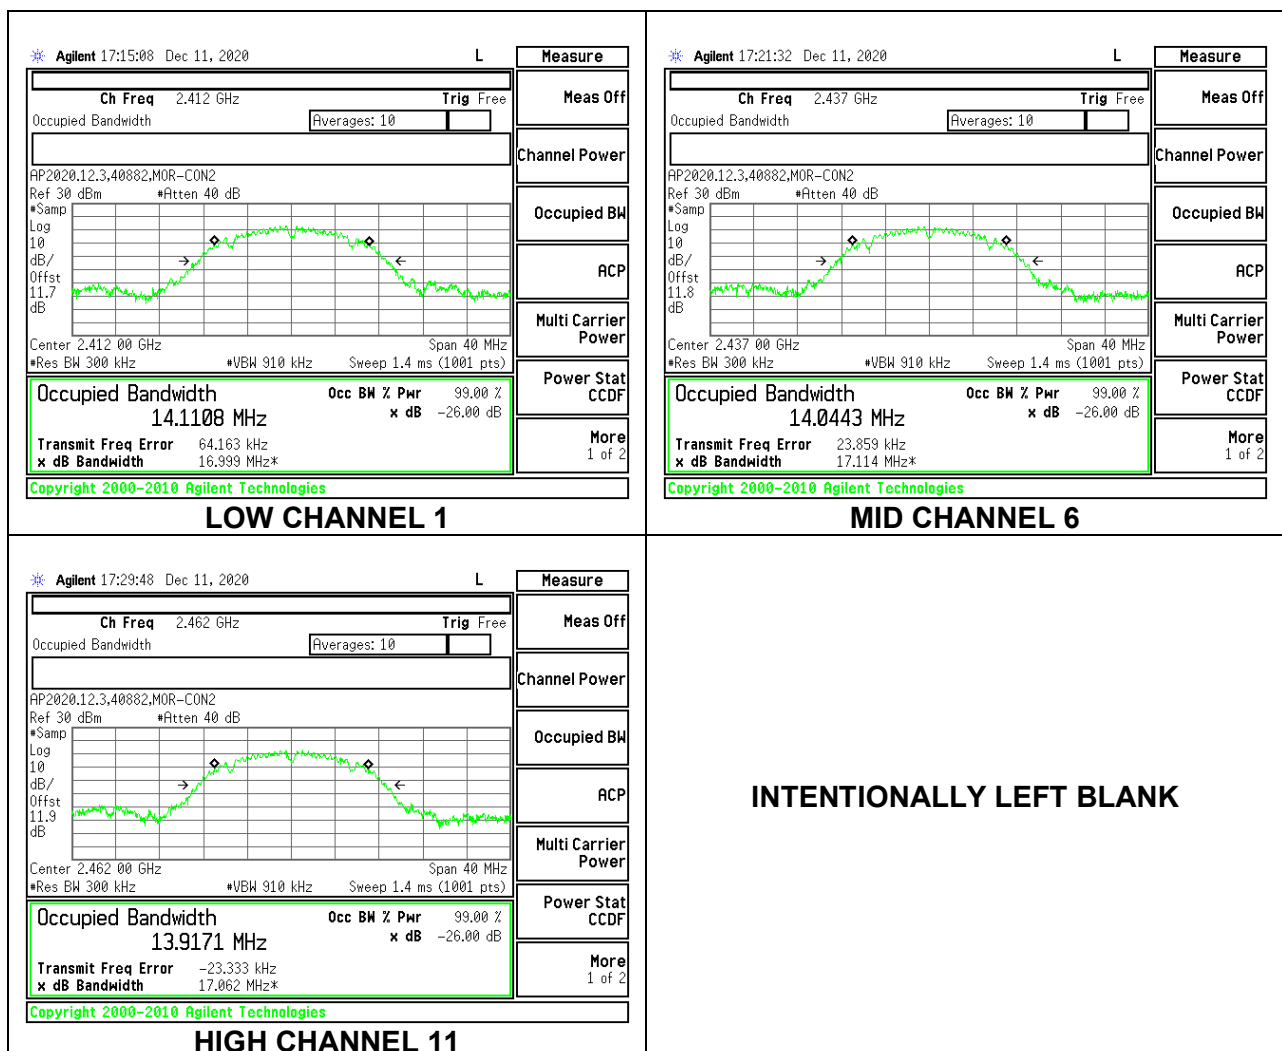 Agilent 17:15:08 Dec 11, 2020 L
Measure
Ch Freq 2.412 GHz Trig Free
Occupied Bandwidth Averages: 10
AP2020.12.3,40882,MOR-CON2
Ref 30 dBm #Atten 40 dB
#Samp
Log
10
dB/
Offst
11.7
dB
Center 2.412 00 GHz Span 40 MHz
#Res BW 300 kHz #VBW 910 kHz Sweep 1.4 ms (1001 pts)
Occupied Bandwidth Occ BW % Pwr 99.00 %
14.1108 MHz x dB -26.00 dB
Transmit Freq Error 64.163 kHz
x dB Bandwidth 16.999 MHz*
Copyright 2000-2010 Agilent Technologies
Meas Off
Channel Power
Occupied BW
ACP
Multi Carrier
Power
Power Stat
CCDF
More
1 of 2
LOW CHANNEL 1
Agilent 17:21:32 Dec 11, 2020 L
Measure
Ch Freq 2.437 GHz Trig Free
Occupied Bandwidth Averages: 10
AP2020.12.3,40882,MOR-CON2
Ref 30 dBm #Atten 40 dB
#Samp
Log
10
dB/
Offst
11.8
dB
Center 2.437 00 GHz Span 40 MHz
#Res BW 300 kHz #VBW 910 kHz Sweep 1.4 ms (1001 pts)
Occupied Bandwidth Occ BW % Pwr 99.00 %
14.0443 MHz x dB -26.00 dB
Transmit Freq Error 23.859 kHz
x dB Bandwidth 17.114 MHz*
Copyright 2000-2010 Agilent Technologies
Meas Off
Channel Power
Occupied BW
ACP
Multi Carrier
Power
Power Stat
CCDF
More
1 of 2
MID CHANNEL 6
Agilent 17:29:48 Dec 11, 2020 L
Measure
Ch Freq 2.462 GHz Trig Free
Occupied Bandwidth Averages: 10
AP2020.12.3,40882,MOR-CON2
Ref 30 dBm #Atten 40 dB
#Samp
Log
10
dB/
Offst
11.9
dB
Center 2.462 00 GHz Span 40 MHz
#Res BW 300 kHz #VBW 910 kHz Sweep 1.4 ms (1001 pts)
Occupied Bandwidth Occ BW % Pwr 99.00 %
13.9171 MHz x dB -26.00 dB
Transmit Freq Error -23.333 kHz
x dB Bandwidth 17.062 MHz*
Copyright 2000-2010 Agilent Technologies
Meas Off
Channel Power
Occupied BW
ACP
Multi Carrier
Power
Power Stat
CCDF
More
1 of 2
HIGH CHANNEL 11
INTENTIONALLY LEFT BLANK